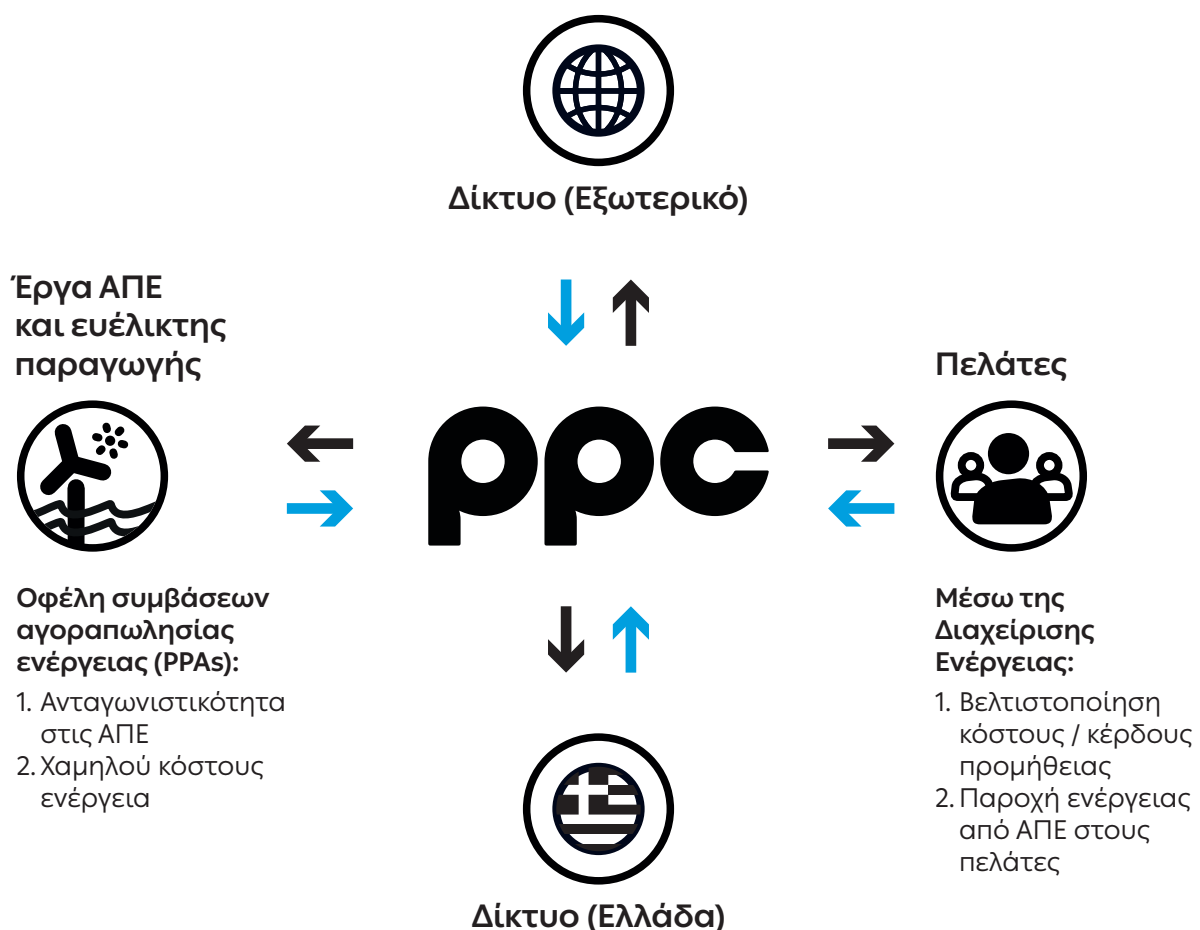 Δίκτυο (Εξωτερικό)
Έργα ΑΠΕ
και ευέλικτης
παραγωγής
Πελάτες
ppc
Οφέλη συμβάσεων
αγοραπωλησίας
ενέργειας (PPAs):
1. Ανταγωνιστικότητα
στις ΑΠΕ
2. Χαμηλού κόστους
ενέργεια
Μέσω της
Διαχείρισης
Ενέργειας:
1. Βελτιστοποίηση
κόστους / κέρδους
προμήθειας
2. Παροχή ενέργειας
από ΑΠΕ στους
πελάτες
Δίκτυο (Ελλάδα)